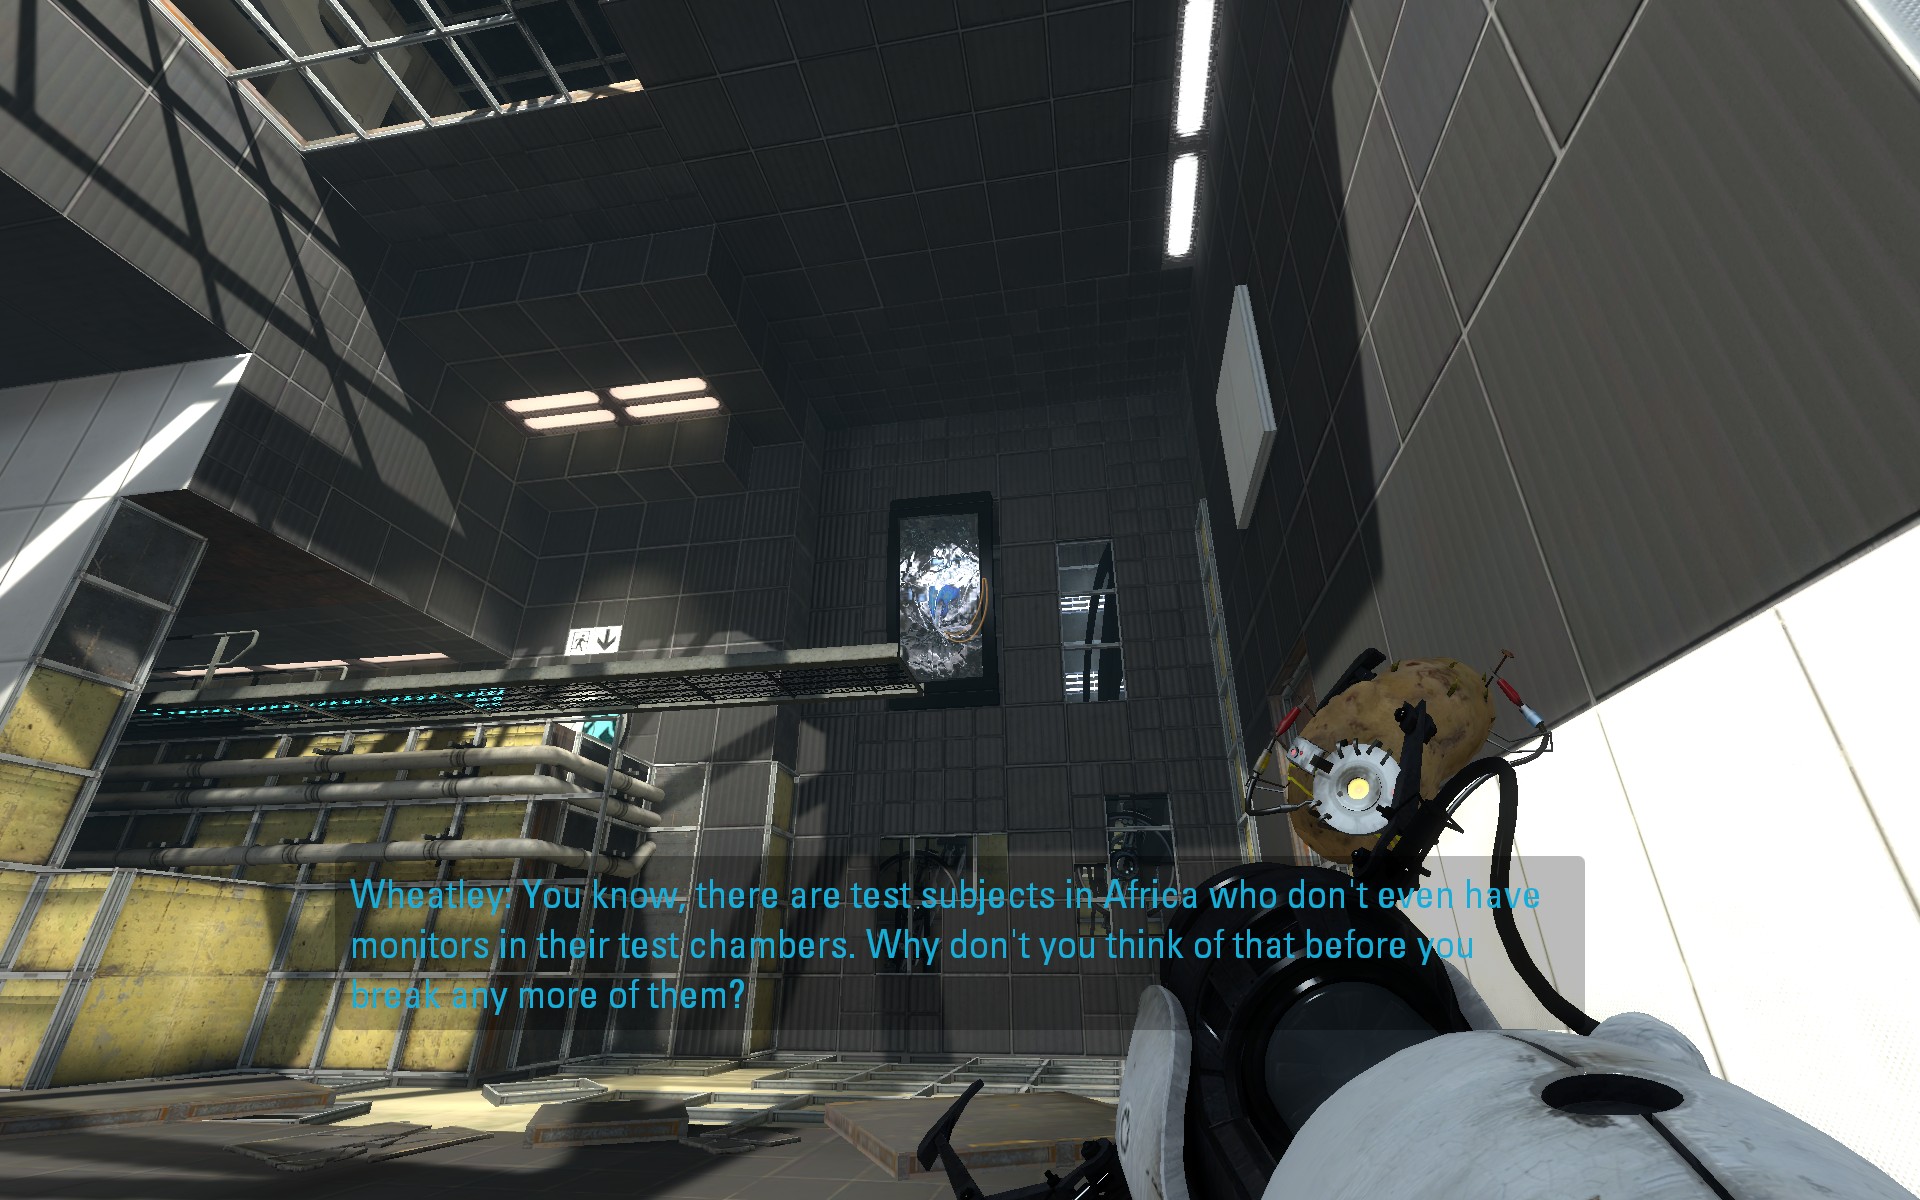 Wheatley: You know, there are test subjects in Africa who don't even have
monitors in their test chambers. Why don't you think of that before you
break any more of them?